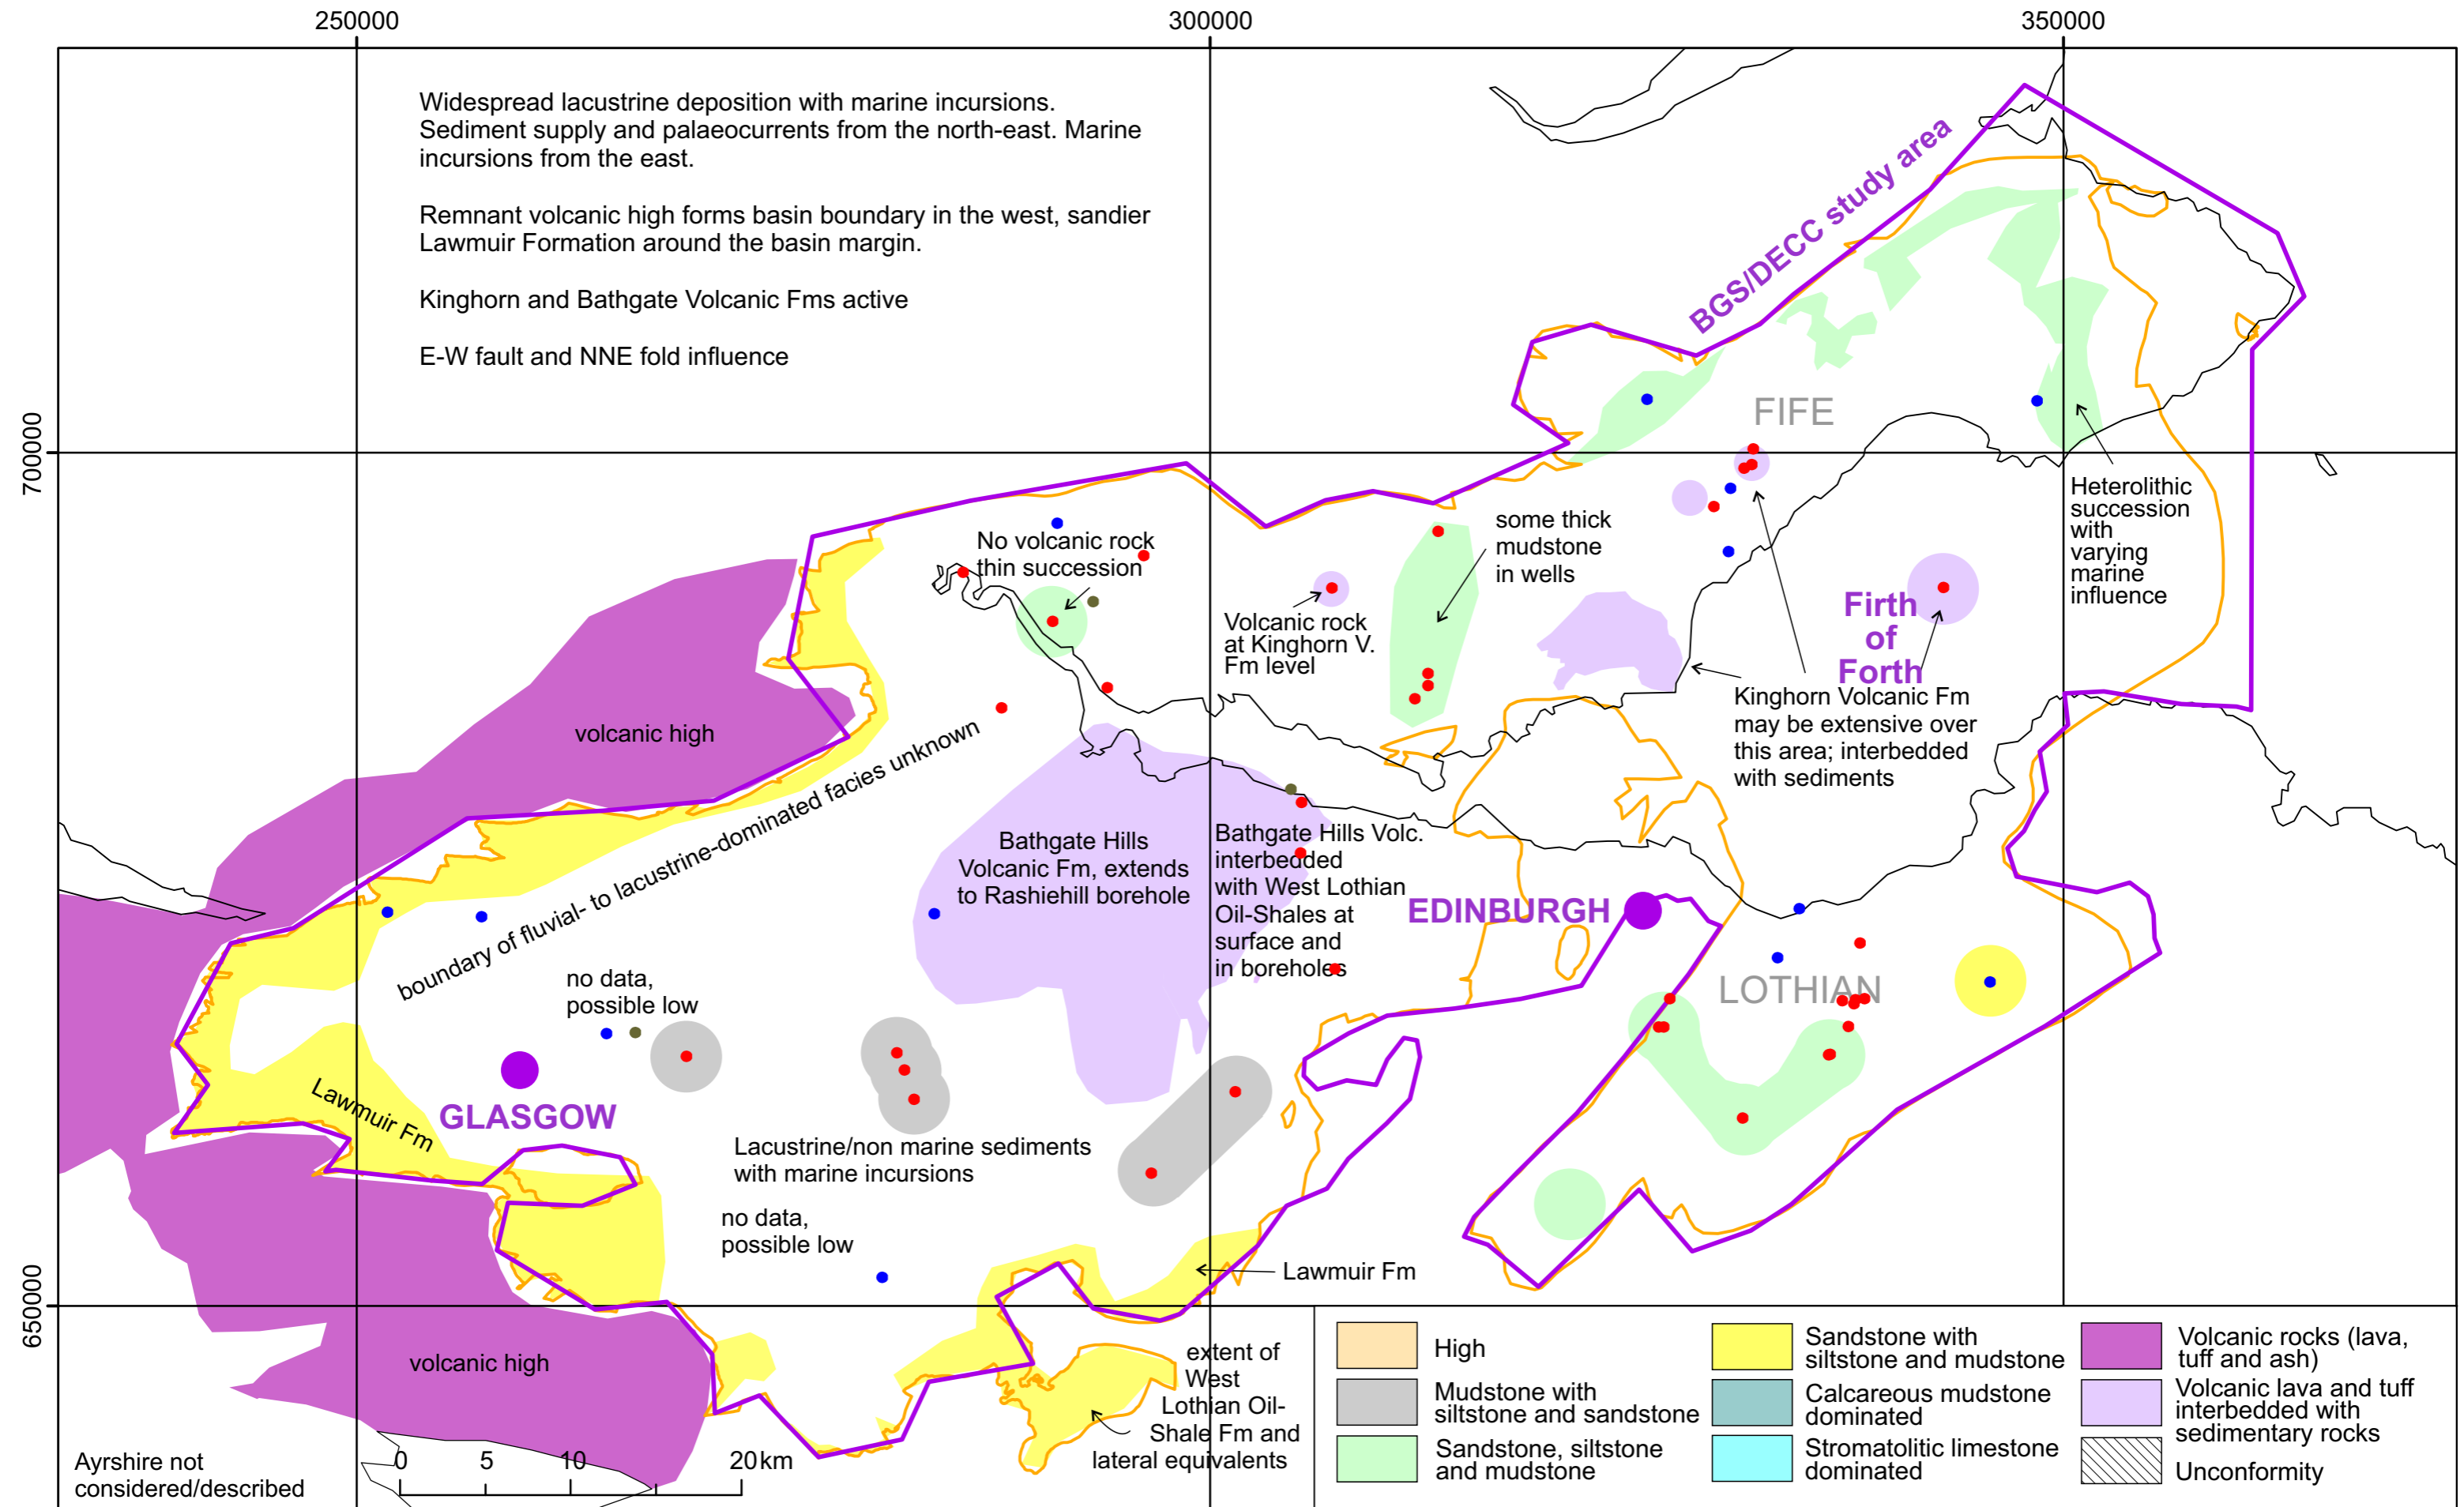 250000
300000
350000
700000
650000
Widespread lacustrine deposition with marine incursions.
Sediment supply and palaeocurrents from the north-east. Marine
incursions from the east.
Remnant volcanic high forms basin boundary in the west, sandier
Lawmuir Formation around the basin margin.
Kinghorn and Bathgate Volcanic Fms active
E-W fault and NNE fold influence
BGS/DECC study area
FIFE
Heterolithic
succession
with
varying
marine
influence
No volcanic rock
thin succession
some thick
mudstone
in wells
Volcanic rock
at Kinghorn V.
Fm level
Firth
of
Forth
Kinghorn Volcanic Fm
may be extensive over
this area; interbedded
with sediments
volcanic high
boundary of fluvial- to lacustrine-dominated facies unknown
Bathgate Hills
Volcanic Fm, extends
to Rashiehill borehole
Bathgate Hills Volc.
interbedded
with West Lothian
Oil-Shales at
surface and
in boreholes
EDINBURGH
LOTHIAN
no data,
possible low
Lawmuir Fm
GLASGOW
Lacustrine/non marine sediments
with marine incursions
no data,
possible low
Lawmuir Fm
volcanic high
extent of
West
Lothian Oil-
Shale Fm and
lateral equivalents
Ayrshire not
considered/described
0 5 10 20km
High
Mudstone with
siltstone and sandstone
Sandstone, siltstone
and mudstone
Sandstone with
siltstone and mudstone
Calcareous mudstone
dominated
Stromatolitic limestone
dominated
Volcanic rocks (lava,
tuff and ash)
Volcanic lava and tuff
interbedded with
sedimentary rocks
Unconformity